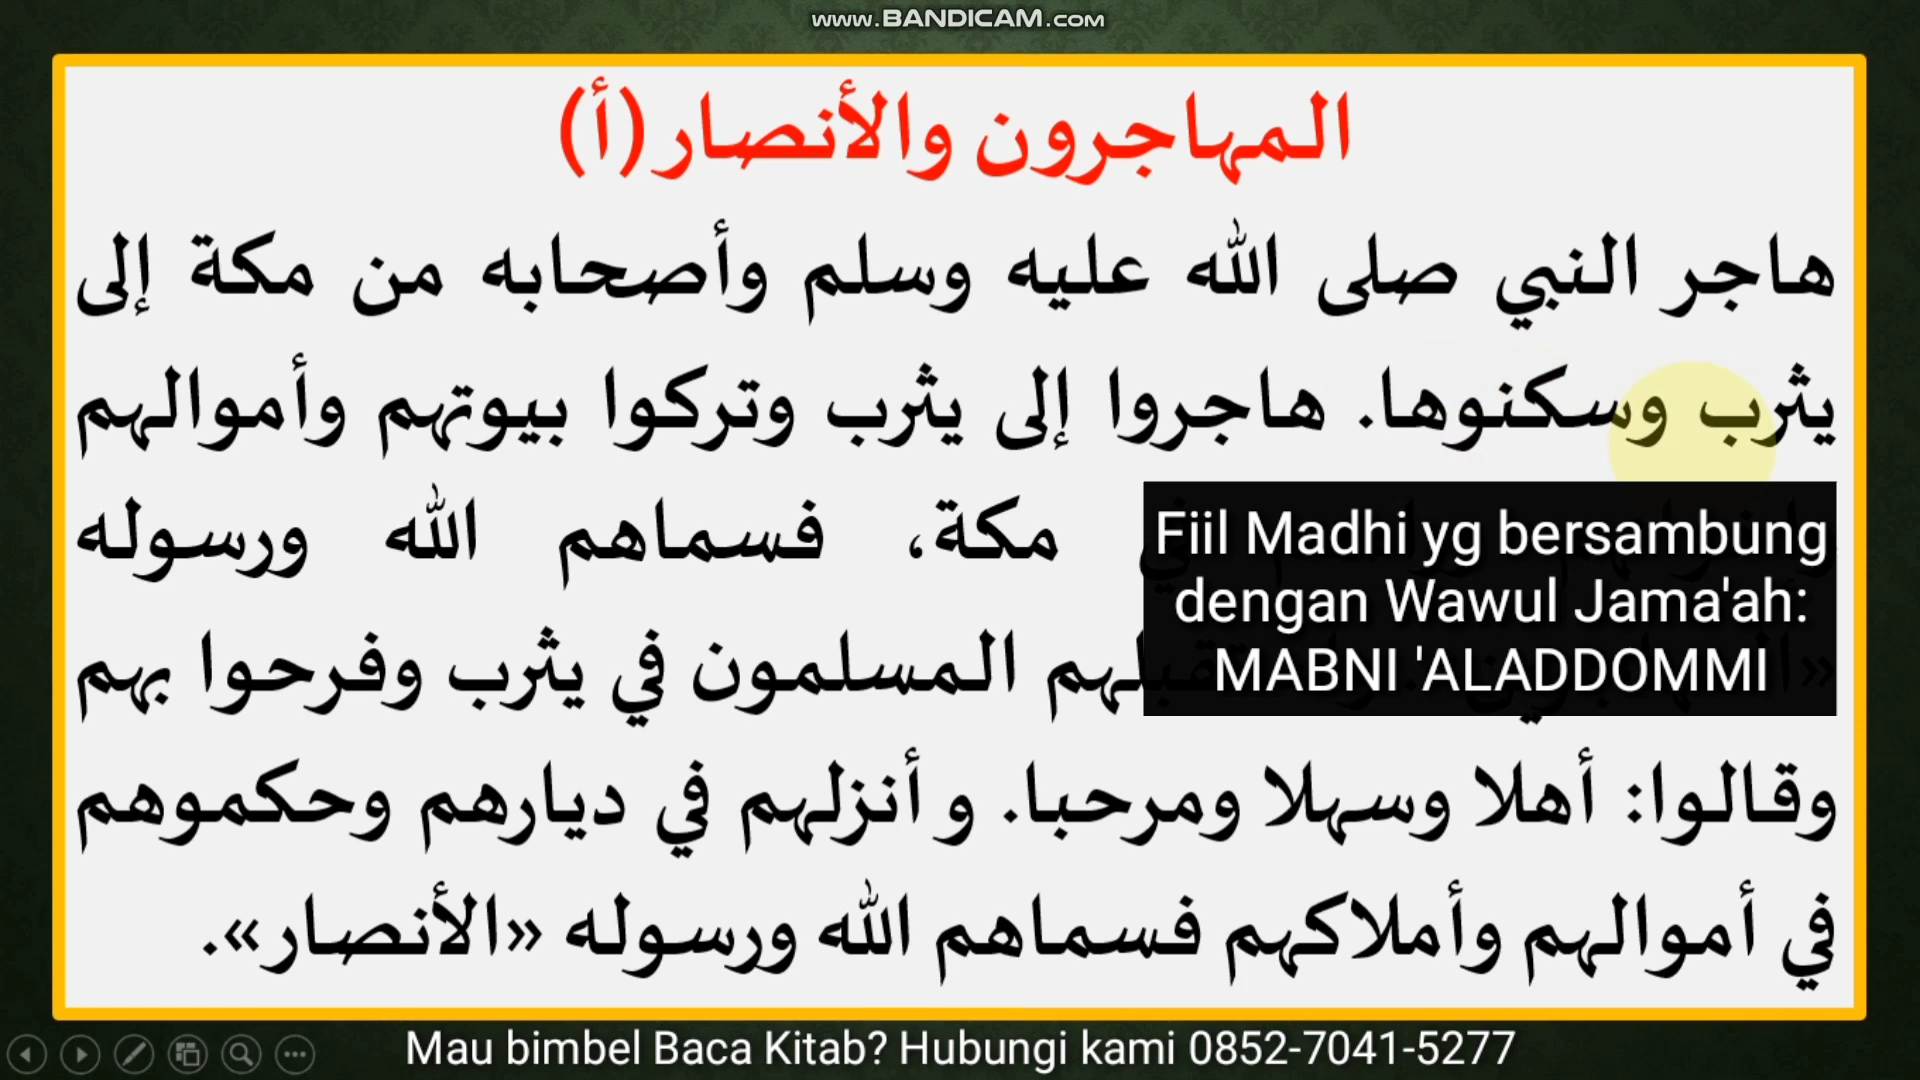 www.BANDICAM.com
المهاجرون والأنصار (أ)
هاجر النبي صلى الله عليه وسلم وأصحابه من مكة إلى
يثرب وسكنوها. هاجروا إلى يثرب وتركوا بيوتهم وأموالهم
في مكة، فسماهم الله ورسوله
المسلمون في يثرب وفرحوا بهم
وقالوا: أهلا وسهلا ومرحبا. و أنزلهم في ديارهم وحكموهم
في أموالهم وأملاكهم فسماهم الله ورسوله «الأنصار».
Fiil Madhi yg bersambung
dengan Wawul Jama'ah:
MABNI 'ALADDOMMI
Mau bimbel Baca Kitab? Hubungi kami 0852-7041-5277